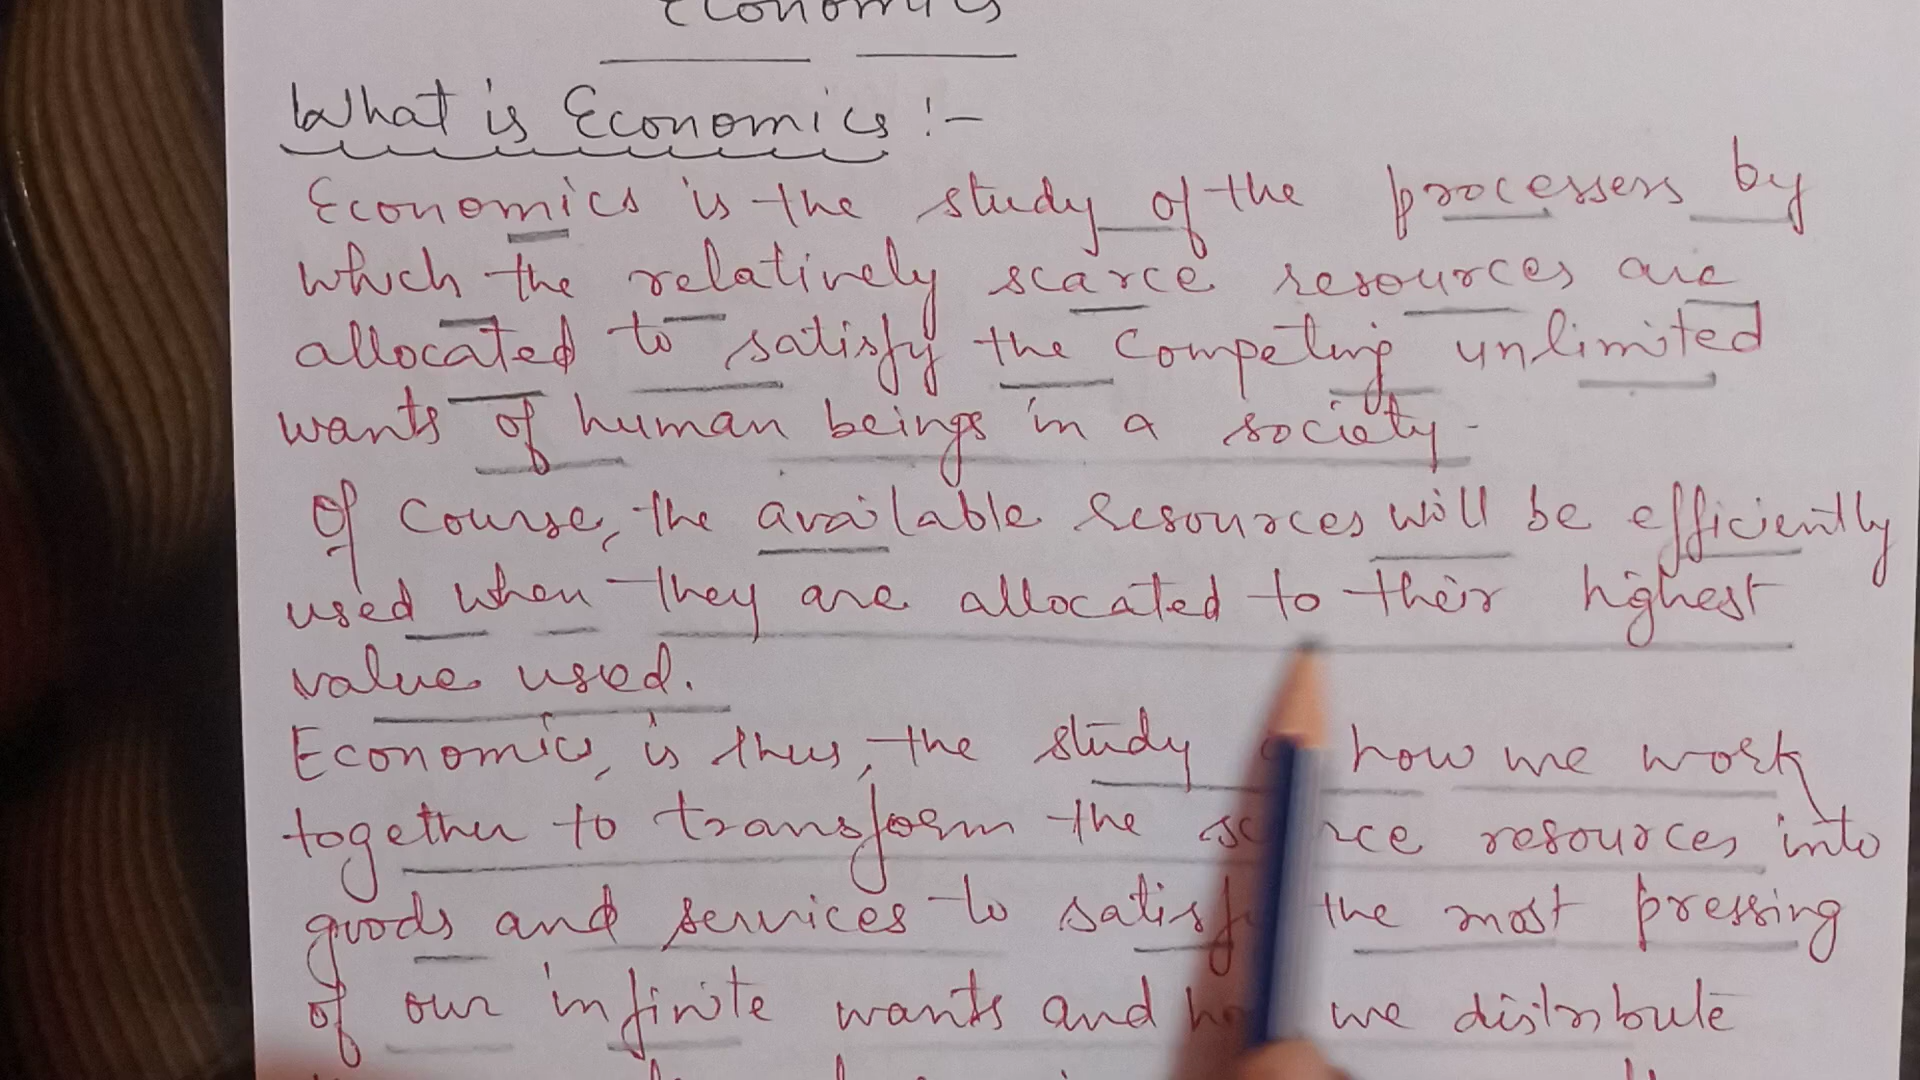 Economics
What is Economics :-
Economics is the study of the processers by
which the relatively scarce resources are
allocated to satisfy the competing unlimited
wants of human beings in a society.
Of course, the available resources will be efficiently
used when they are allocated to their highest
value used.
Economics, is thus, the study how we work
together to transform the resources into
goods and services to satisfy the most pressing
of our infinite wants and we distribute